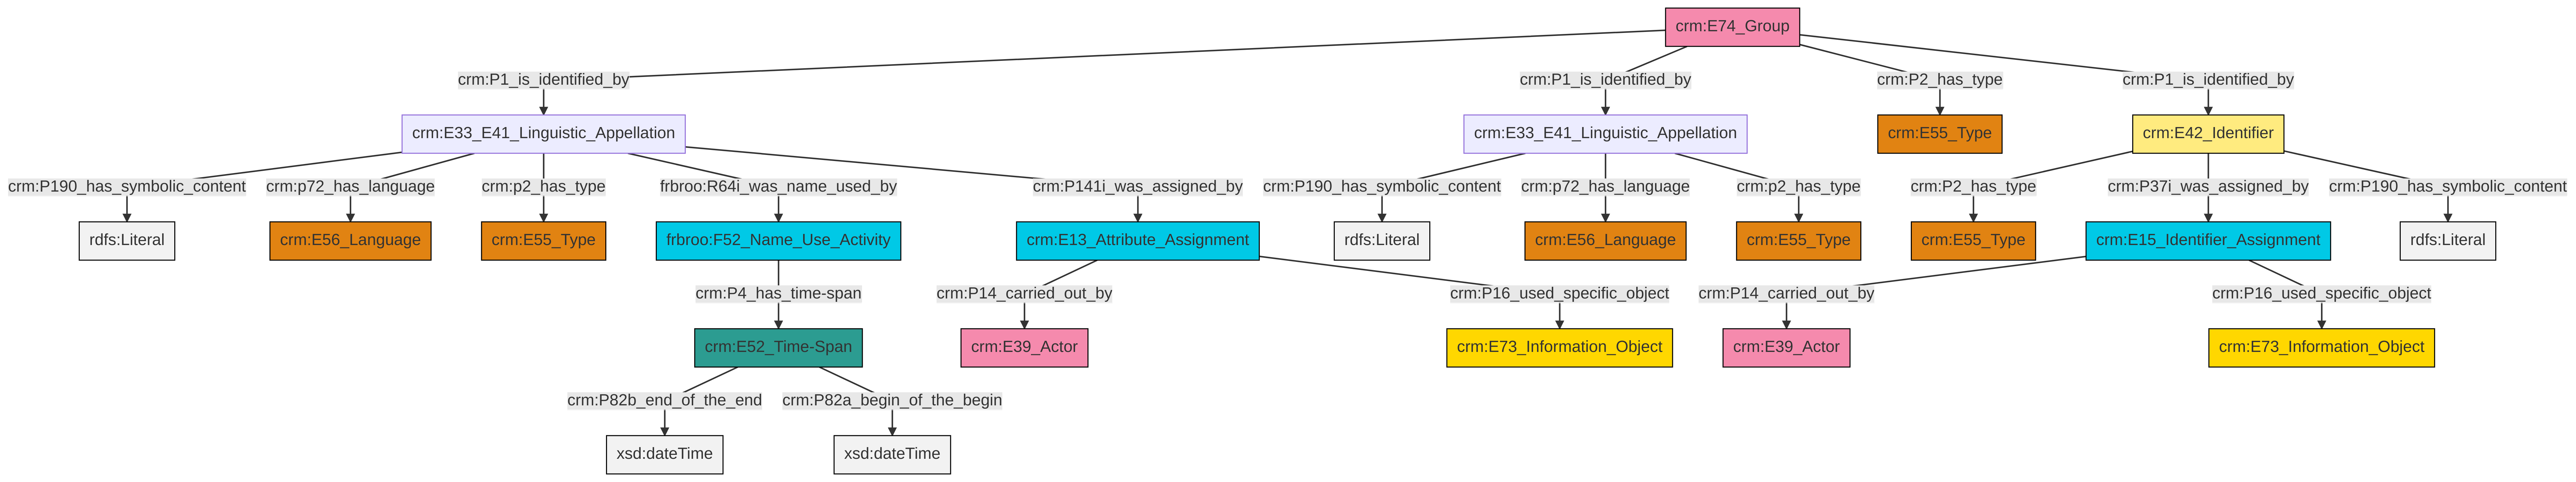 crm:E74_Group
crm:P1_is_identified_by
crm:P1_is_identified_by
crm:P2_has_type
crm:P1_is_identified_by
crm:E33_E41_Linguistic_Appellation
crm:E33_E41_Linguistic_Appellation
crm:E55_Type
crm:E42_Identifier
crm:P190_has_symbolic_content
crm:p72_has_language
crm:p2_has_type
frbroo:R64i_was_name_used_by
crm:P141i_was_assigned_by
crm:P190_has_symbolic_content
crm:p72_has_language
crm:p2_has_type
crm:P2_has_type
crm:P37i_was_assigned_by
crm:P190_has_symbolic_content
rdfs:Literal
crm:E56_Language
crm:E55_Type
frbroo:F52_Name_Use_Activity
crm:E13_Attribute_Assignment
rdfs:Literal
crm:E56_Language
crm:E55_Type
crm:E55_Type
crm:E15_Identifier_Assignment
rdfs:Literal
crm:P4_has_time-span
crm:P14_carried_out_by
crm:P16_used_specific_object
crm:P14_carried_out_by
crm:P16_used_specific_object
crm:E52_Time-Span
crm:E39_Actor
crm:E73_Information_Object
crm:E39_Actor
crm:E73_Information_Object
crm:P82b_end_of_the_end
crm:P82a_begin_of_the_begin
xsd:dateTime
xsd:dateTime